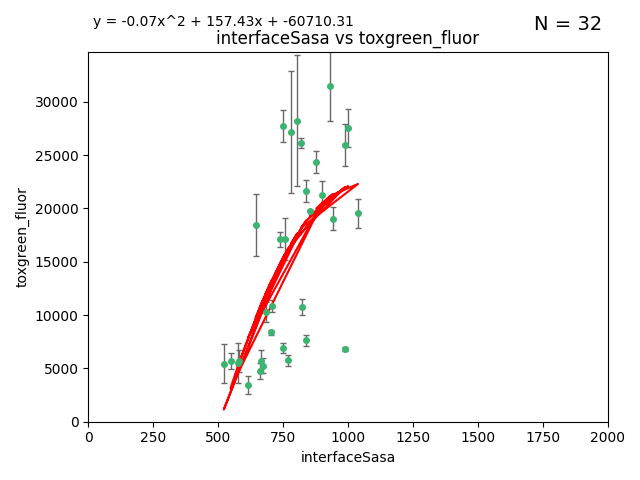 y = -0.07x^2 + 157.43x + -60710.31
N = 32
interfaceSasa vs toxgreen_fluor
30000
25000
20000
15000
10000
5000
0
toxgreen_fluor
0 250 500 750 1000 1250 1500 1750 2000
interfaceSasa